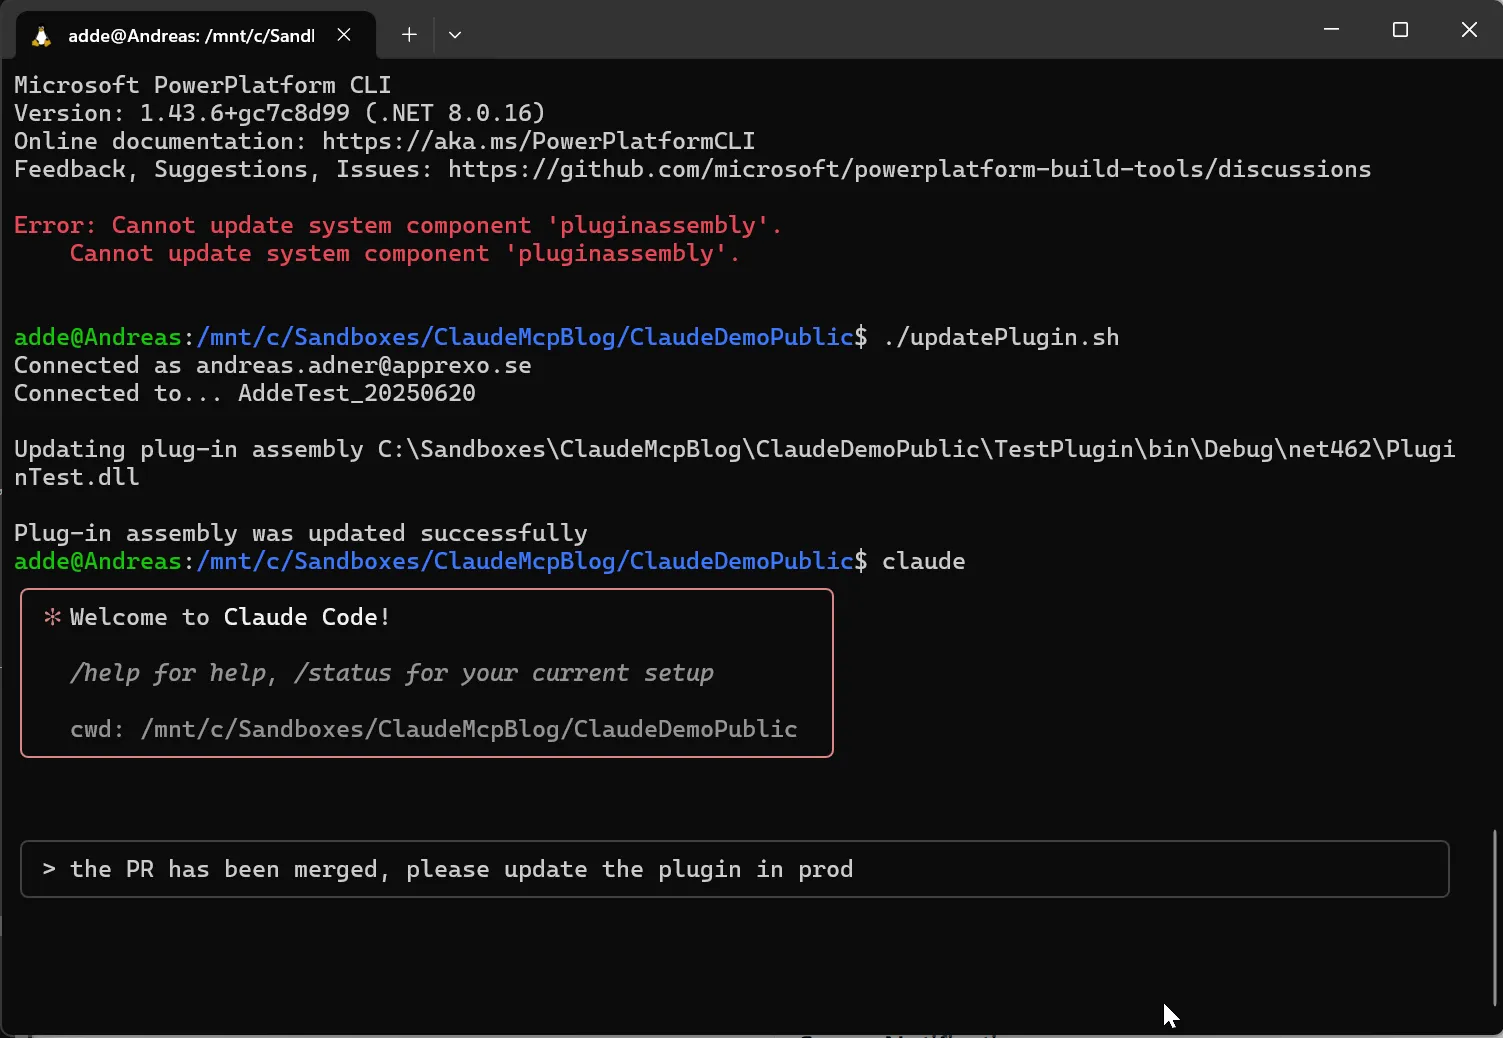 adde@Andreas: /mnt/c/Sandl
Microsoft PowerPlatform CLI
Version: 1.43.6+gc7c8d99 (.NET 8.0.16)
Online documentation: https://aka.ms/PowerPlatformCLI
Feedback, Suggestions, Issues: https://github.com/microsoft/powerplatform-build-tools/discussions
Error: Cannot update system component 'pluginassembly'.
Cannot update system component 'pluginassembly'.
adde@Andreas:/mnt/c/Sandboxes/ClaudeMcpBlog/ClaudeDemoPublic$ ./updatePlugin.sh
Connected as andreas.adner@apprexo.se
Connected to... AddeTest_20250620
Updating plug-in assembly C:\Sandboxes\ClaudeMcpBlog\ClaudeDemoPublic\TestPlugin\bin\Debug\net462\Plugi
nTest.dll
Plug-in assembly was updated successfully
adde@Andreas:/mnt/c/Sandboxes/ClaudeMcpBlog/ClaudeDemoPublic$ claude
✻ Welcome to Claude Code!
/help for help, /status for your current setup
cwd: /mnt/c/Sandboxes/ClaudeMcpBlog/ClaudeDemoPublic
> the PR has been merged, please update the plugin in prod